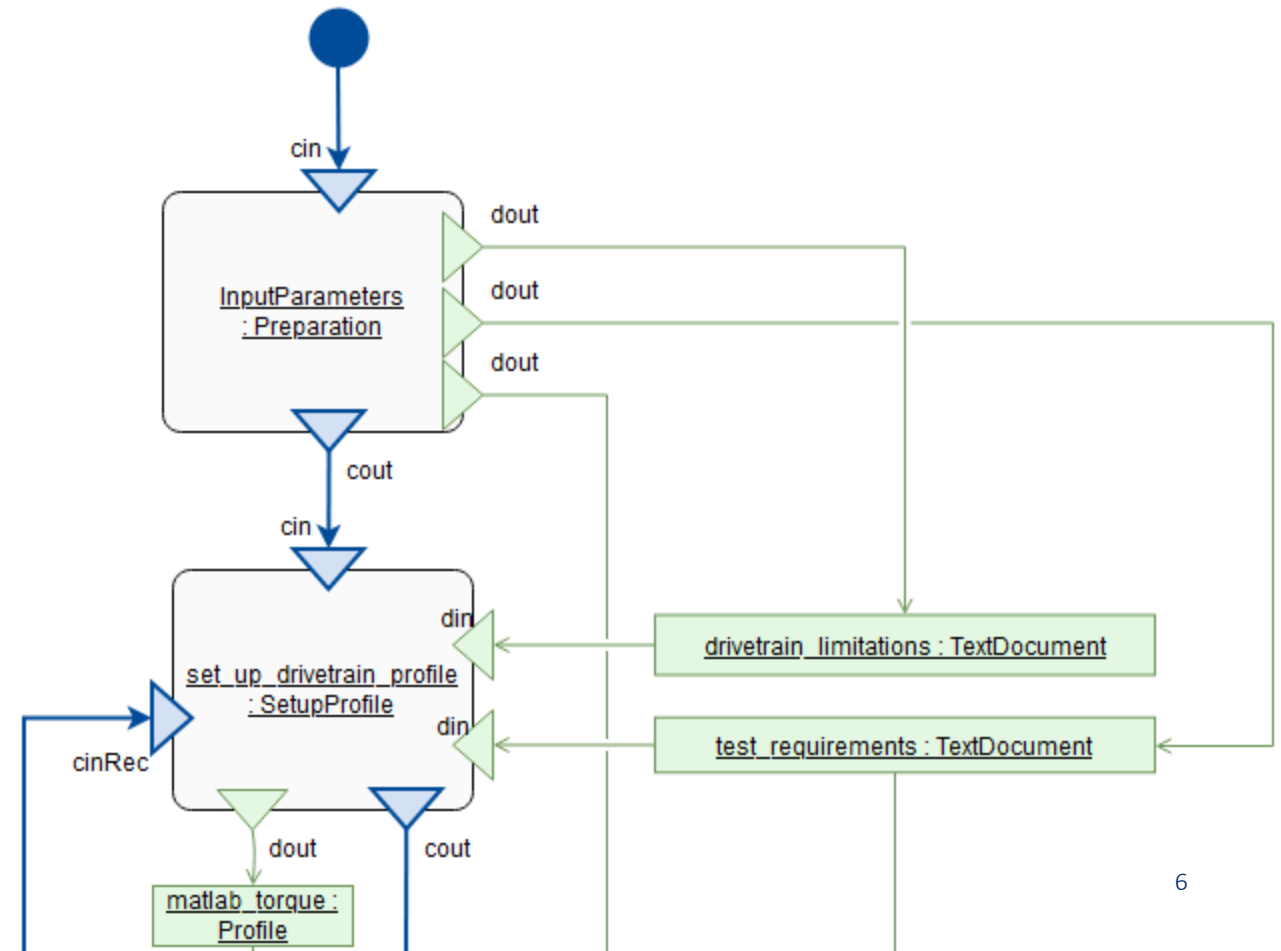 cin
dout
InputParameters
: Preparation
dout
dout
cout
cin
din
drivetrain_limitations : TextDocument
set_up_drivetrain_profile
: SetupProfile
din
test_requirements : TextDocument
cinRec
dout
cout
6
matlab_torque :
Profile